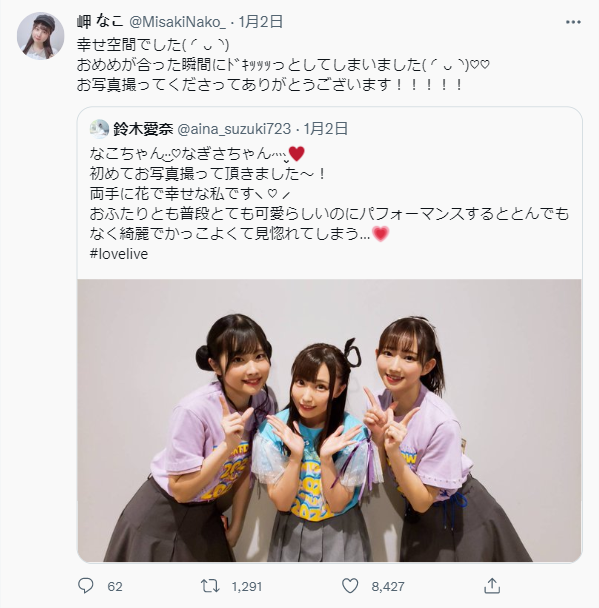 岬 なこ @MisakiNako_ · 1月2日
幸せ空間でした( ◜ ᴗ ◝)
おめめが合った瞬間にﾄﾞｷｯｯｯっとしてしまいました( ◜ ᴗ ◝)♡♡
お写真撮ってくださってありがとうございます！！！！！
鈴木愛奈 @aina_suzuki723 · 1月2日
なこちゃん ♡なぎさちゃん ♥
初めてお写真撮って頂きました〜！
両手に花で幸せな私です⸜ ♡ ⸝
おふたりとも普段とても可愛らしいのにパフォーマンスするととんでも
なく綺麗でかっこよくて見惚れてしまう…💗
#lovelive
62 1,291 8,427